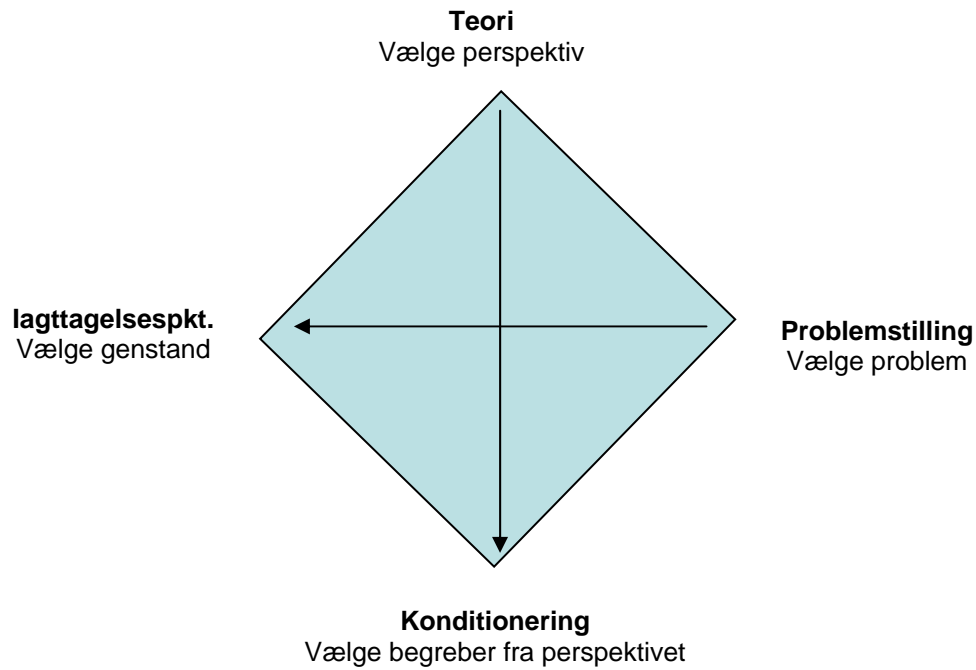 Teori
Vælge perspektiv
Iagttagelsespkt.
Vælge genstand
Problemstilling
Vælge problem
Konditionering
Vælge begreber fra perspektivet